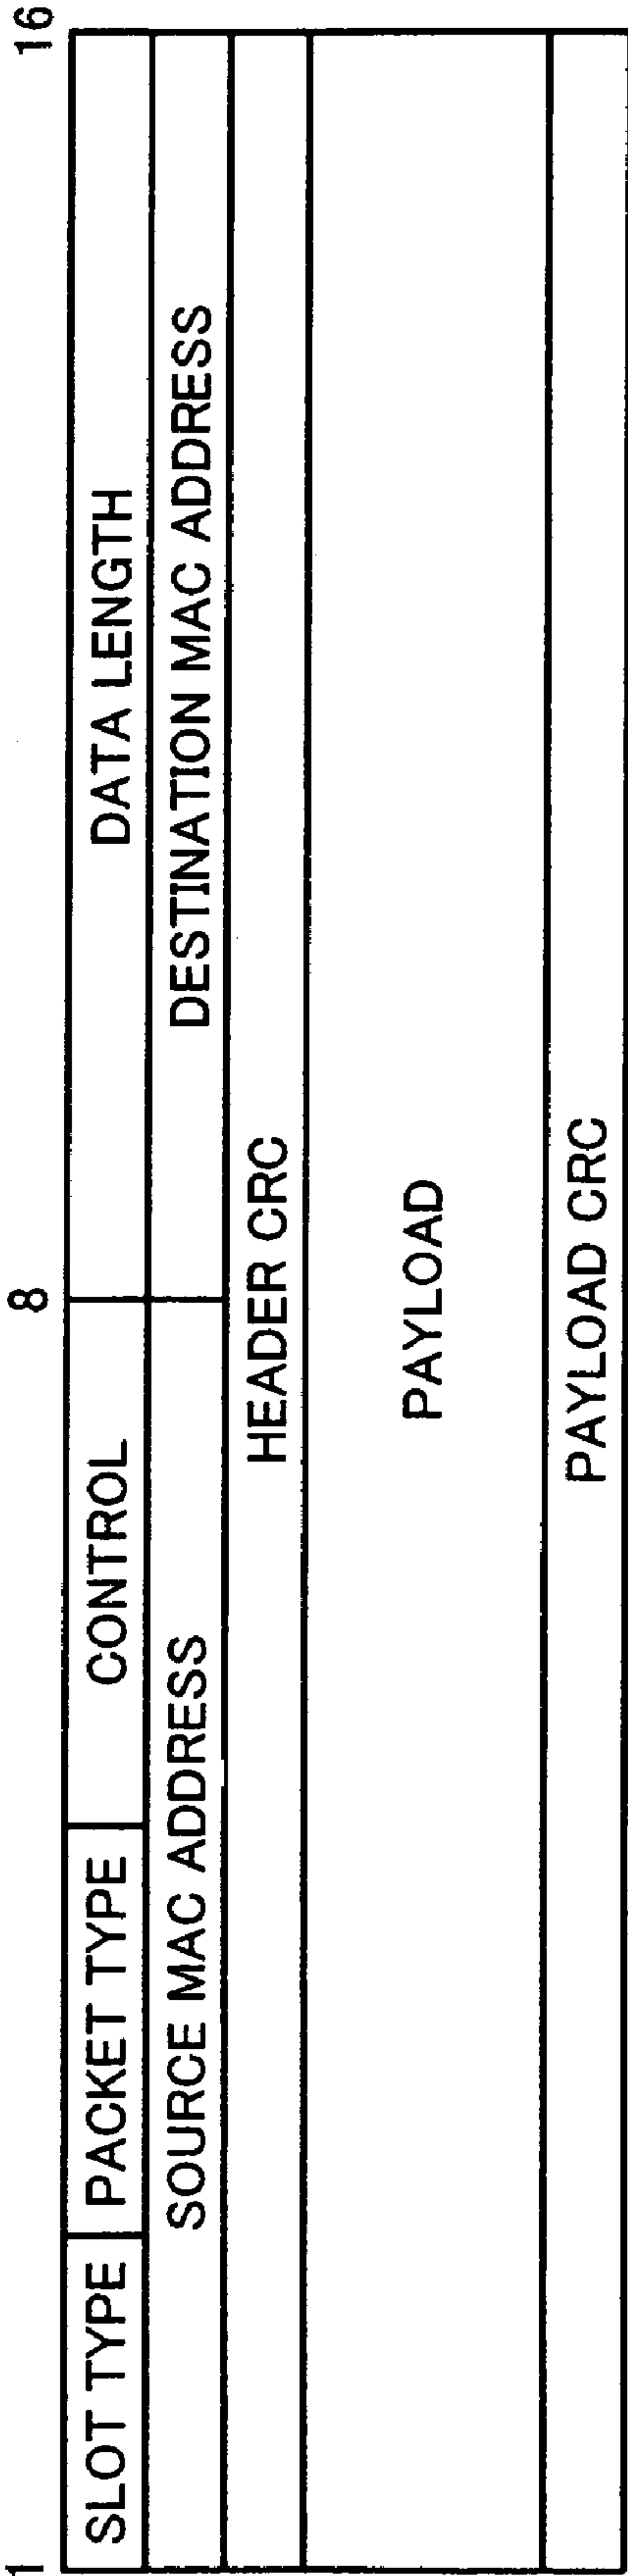 1 8 16
SLOT TYPE PACKET TYPE CONTROL DATA LENGTH
SOURCE MAC ADDRESS DESTINATION MAC ADDRESS
HEADER CRC
PAYLOAD
PAYLOAD CRC